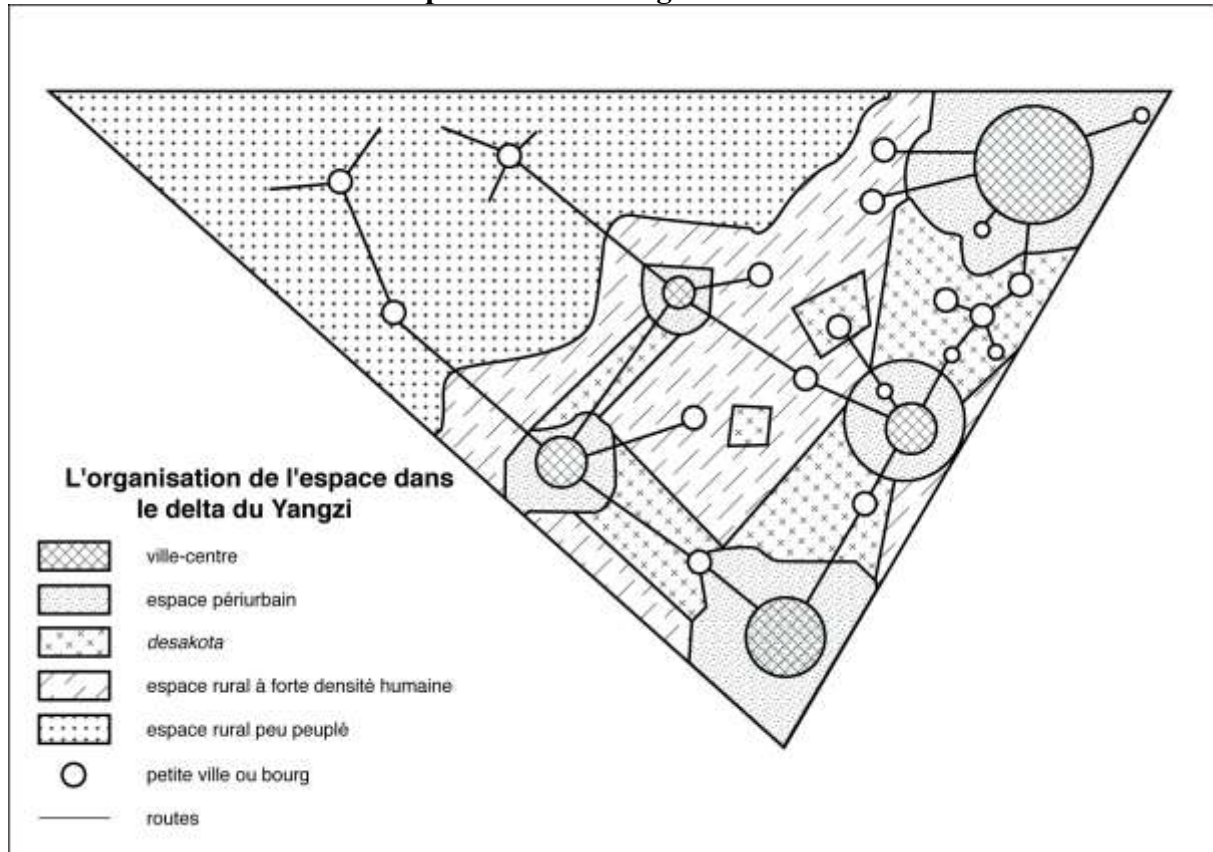 L'organisation de l'espace dans
le delta du Yangzi
ville-centre
espace périurbain
desakota
espace rural à forte densité humaine
espace rural peu peuplé
petite ville ou bourg
routes